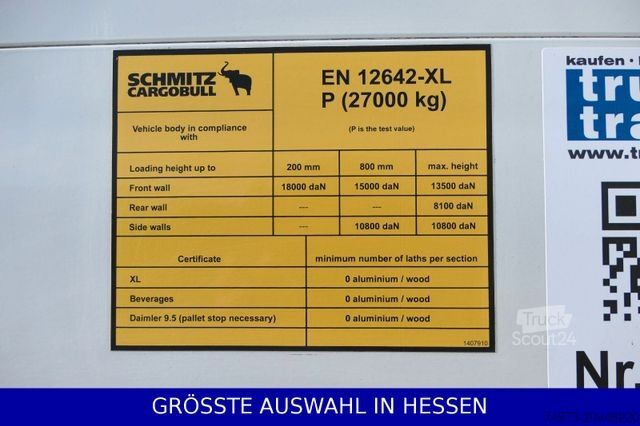 SCHMITZ
CARGOBULL
EN 12642-XL
P (27000 kg)
Vehicle body in compliance
with
(P is the test value)
Loading height up to 200 mm 800 mm max. height
Front wall 18000 daN 15000 daN 13500 daN
Rear wall --- --- 8100 daN
Side walls --- 10800 daN 10800 daN
Certificate minimum number of laths per section
XL 0 aluminium / wood
Beverages 0 aluminium / wood
Daimler 9.5 (pallet stop necessary) 0 aluminium / wood
1407910
kaufen
tru
tra
www.tr
Nr.
Truck
Scout24
GRÖSSTE AUSWAHL IN HESSEN